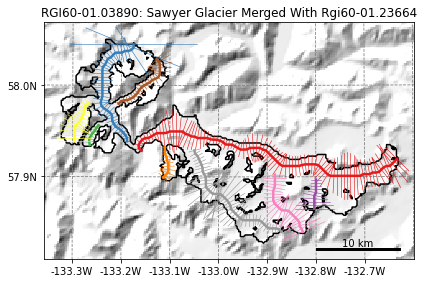 RGI60-01.03890: Sawyer Glacier Merged With Rgi60-01.23664
58.0N
57.9N
10 km
-133.3W -133.2W -133.1W -133.0W -132.9W -132.8W -132.7W